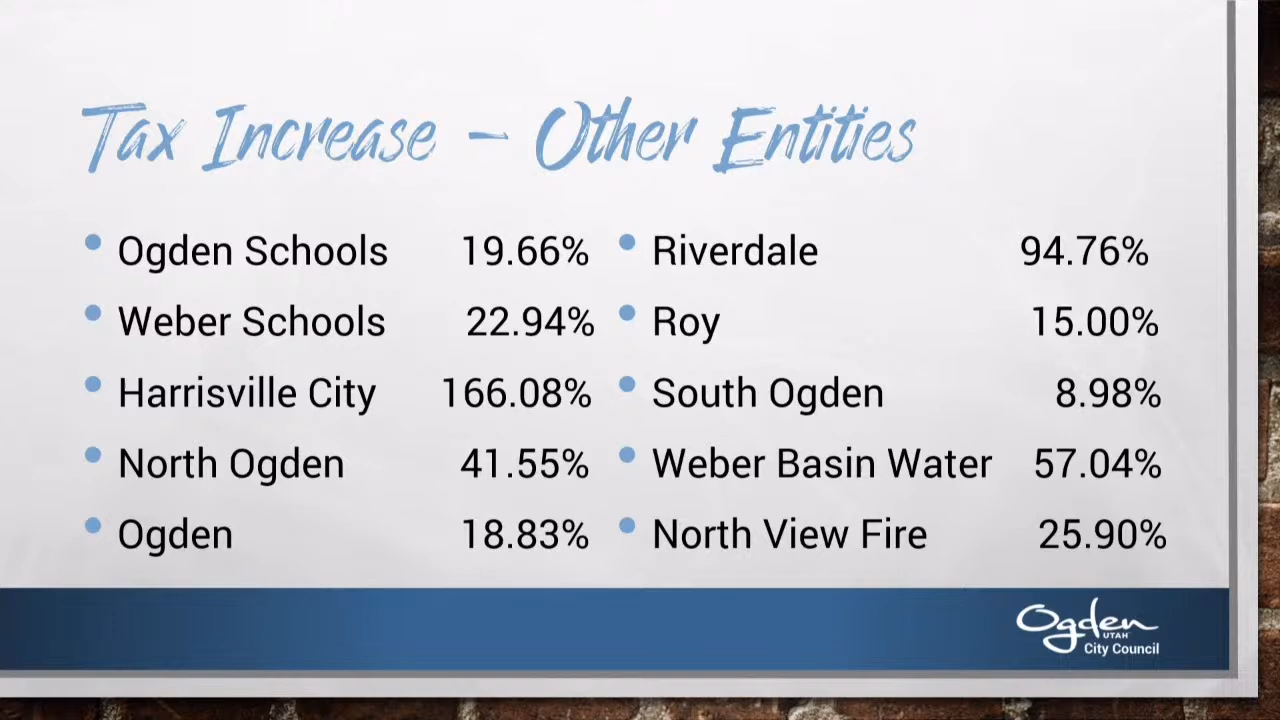 Tax Increase – Other Entities
• Ogden Schools 19.66%
• Weber Schools 22.94%
• Harrisville City 166.08%
• North Ogden 41.55%
• Ogden 18.83%
• Riverdale 94.76%
• Roy 15.00%
• South Ogden 8.98%
• Weber Basin Water 57.04%
• North View Fire 25.90%
Ogden
UTAH
City Council